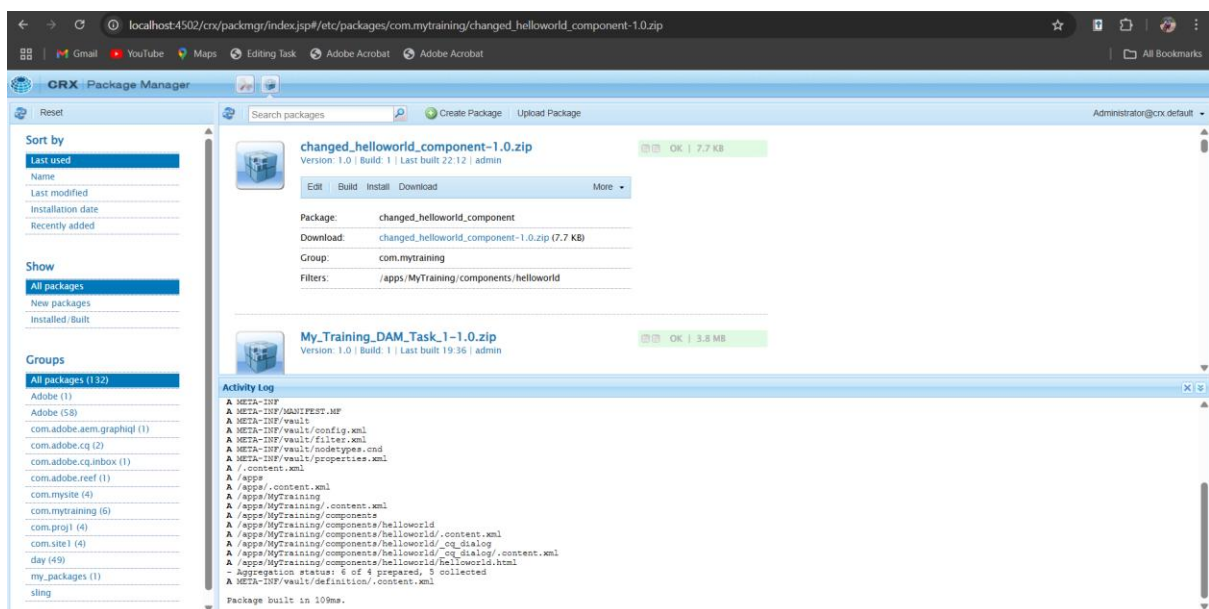 localhost:4502/crx/packmgr/index.jsp#/etc/packages/com.mytraining/changed_helloworld_component-1.0.zip
Gmail YouTube Maps Editing Task Adobe Acrobat Adobe Acrobat All Bookmarks
CRX Package Manager
Reset
Search packages Create Package Upload Package Administrator@crx.default
Sort by
Last used
Name
Last modified
Installation date
Recently added
Show
All packages
New packages
Installed/Built
Groups
All packages (132)
Adobe (1)
Adobe (58)
com.adobe.aem.graphiql (1)
com.adobe.cq (2)
com.adobe.cq.inbox (1)
com.adobe.reef (1)
com.mysite (4)
com.mytraining (6)
com.proj1 (4)
com.site1 (4)
day (49)
my_packages (1)
sling
changed_helloworld_component-1.0.zip
Version: 1.0 | Build: 1 | Last built 22:12 | admin
OK | 7.7 KB
Edit Build Install Download More
Package: changed_helloworld_component
Download: changed_helloworld_component-1.0.zip (7.7 KB)
Group: com.mytraining
Filters: /apps/MyTraining/components/helloworld
My_Training_DAM_Task_1-1.0.zip
Version: 1.0 | Build: 1 | Last built 19:36 | admin
OK | 3.8 MB
Activity Log
A META-INF
A META-INF/MANIFEST.MF
A META-INF/vault
A META-INF/vault/config.xml
A META-INF/vault/filter.xml
A META-INF/vault/nodetypes.cnd
A META-INF/vault/properties.xml
A /.content.xml
A /apps
A /apps/.content.xml
A /apps/MyTraining
A /apps/MyTraining/.content.xml
A /apps/MyTraining/components
A /apps/MyTraining/components/helloworld
A /apps/MyTraining/components/helloworld/.content.xml
A /apps/MyTraining/components/helloworld/_cq_dialog
A /apps/MyTraining/components/helloworld/_cq_dialog/.content.xml
A /apps/MyTraining/components/helloworld/helloworld.html
- Aggregation status: 6 of 4 prepared, 5 collected
A META-INF/vault/definition/.content.xml
Package built in 109ms.